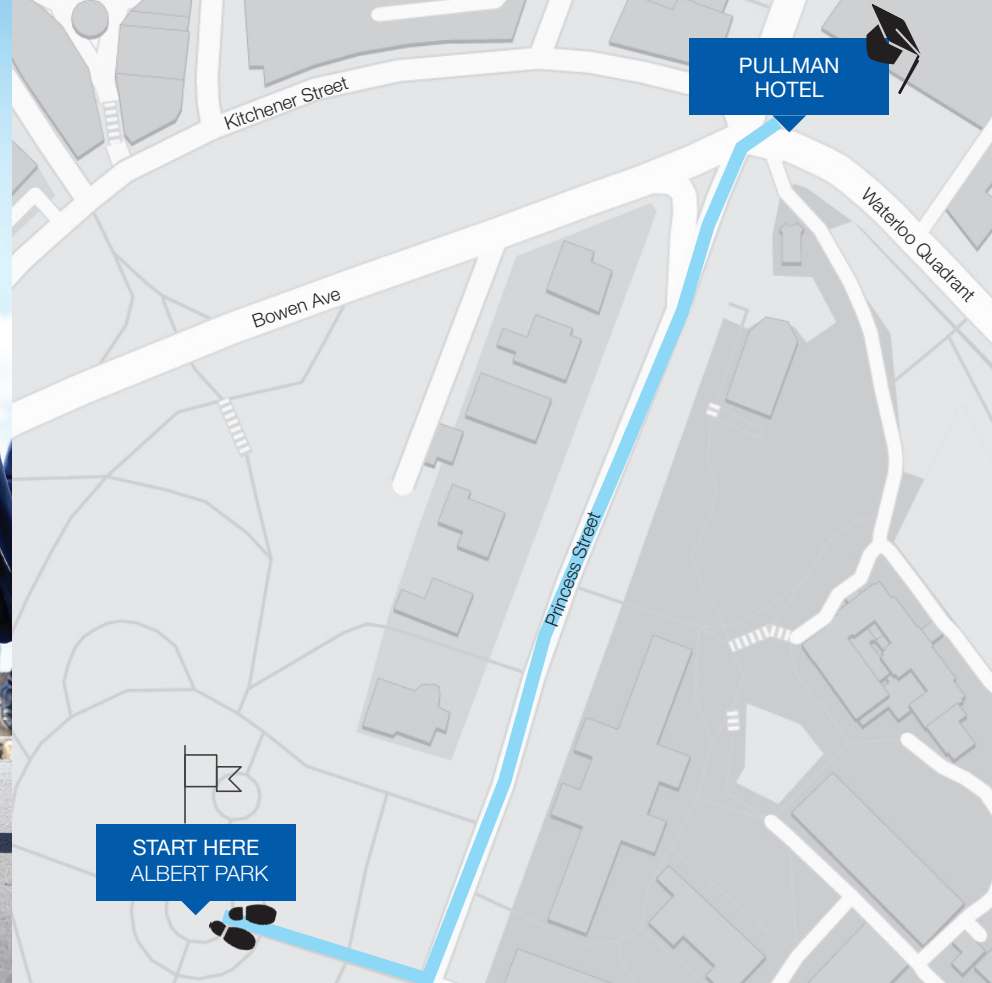 PULLMAN
HOTEL
Kitchener Street
Waterloo Quadrant
Bowen Ave
Princess Street
START HERE
ALBERT PARK